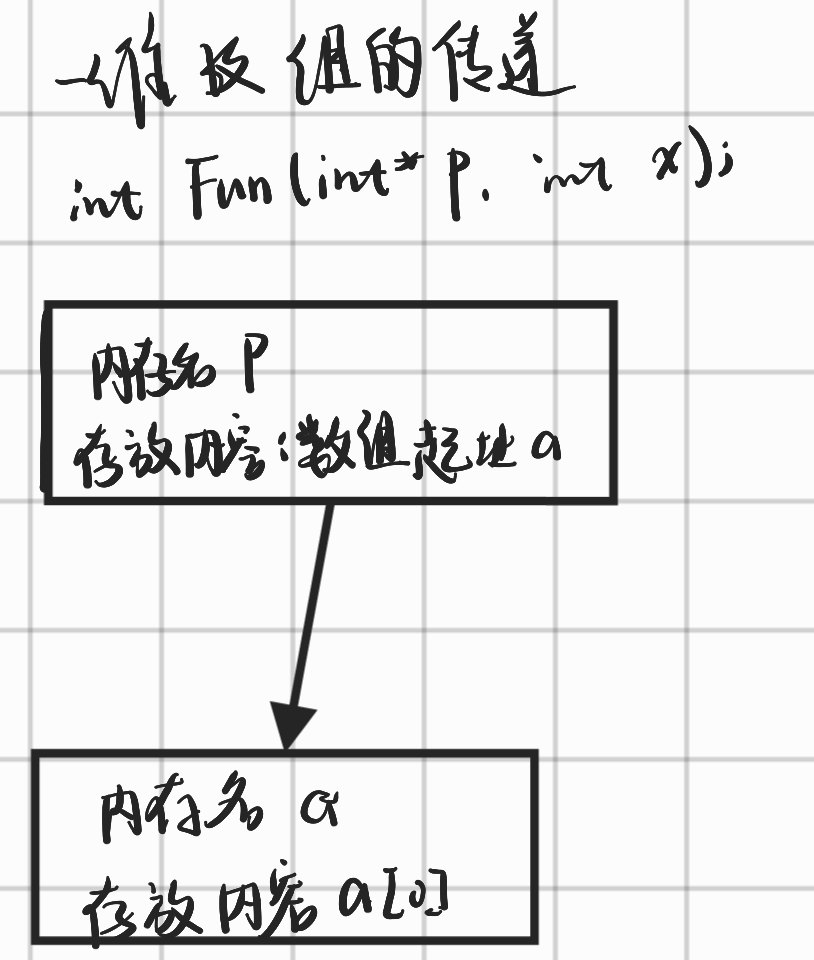 一维数组的传递
int Fun(int* P, int x);
内存名 P
存放内容:数组起址 a
内存名 a
存放内容 a[0]